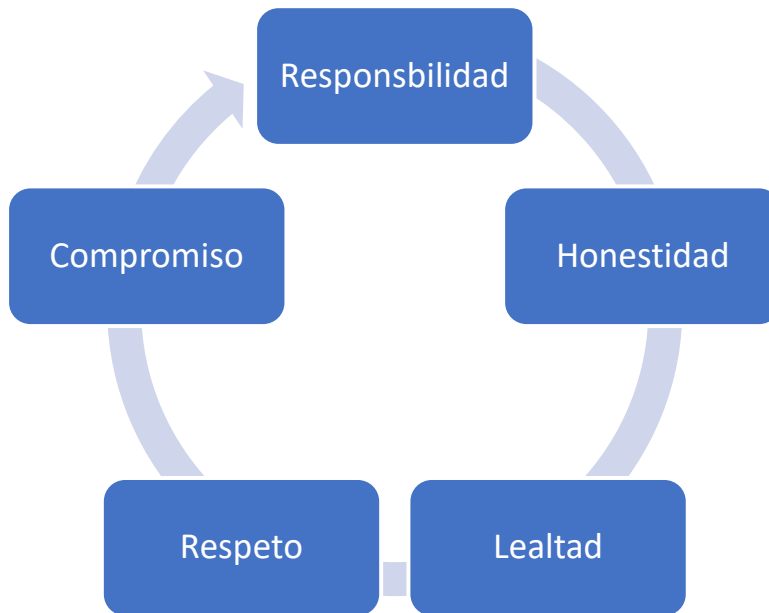 Responsbilidad
Honestidad
Lealtad
Respeto
Compromiso